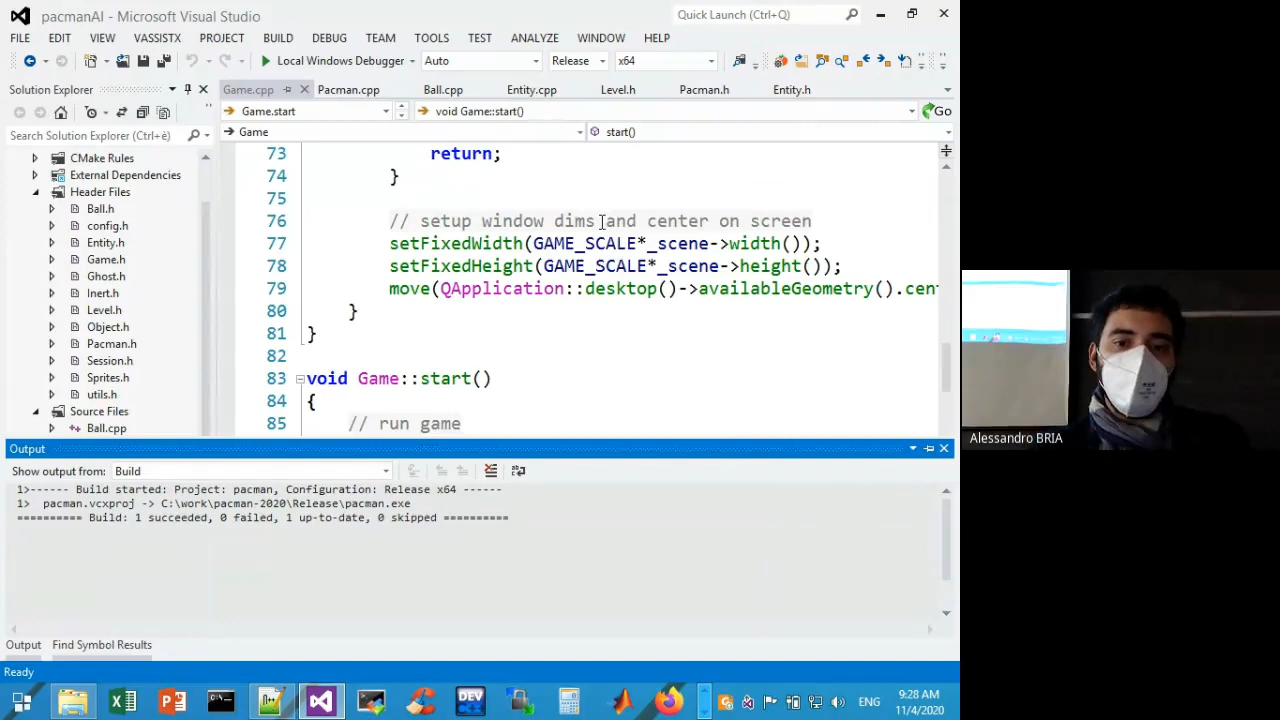 pacmanAI - Microsoft Visual Studio
Quick Launch (Ctrl+Q)
FILE EDIT VIEW VASSISTX PROJECT BUILD DEBUG TEAM TOOLS TEST ANALYZE WINDOW HELP
Local Windows Debugger Auto Release x64
Solution Explorer
Game.cpp Pacman.cpp Ball.cpp Entity.cpp Level.h Pacman.h Entity.h
Game.start void Game::start() Go
Search Solution Explorer (Ctrl+è)
Game start()
CMake Rules
External Dependencies
Header Files
Ball.h
config.h
Entity.h
Game.h
Ghost.h
Inert.h
Level.h
Object.h
Pacman.h
Session.h
Sprites.h
utils.h
Source Files
Ball.cpp
73 return;
74 }
75
76 // setup window dims and center on screen
77 setFixedWidth(GAME_SCALE*_scene->width());
78 setFixedHeight(GAME_SCALE*_scene->height());
79 move(QApplication::desktop()->availableGeometry().cent
80 }
81 }
82
83 void Game::start()
84 {
85 // run game
Output
Show output from: Build
1>------ Build started: Project: pacman, Configuration: Release x64 ------
1> pacman.vcxproj -> C:\work\pacman-2020\Release\pacman.exe
========== Build: 1 succeeded, 0 failed, 1 up-to-date, 0 skipped ==========
Output Find Symbol Results
Ready
DEV
ENG
9:28 AM
11/4/2020
Alessandro BRIA